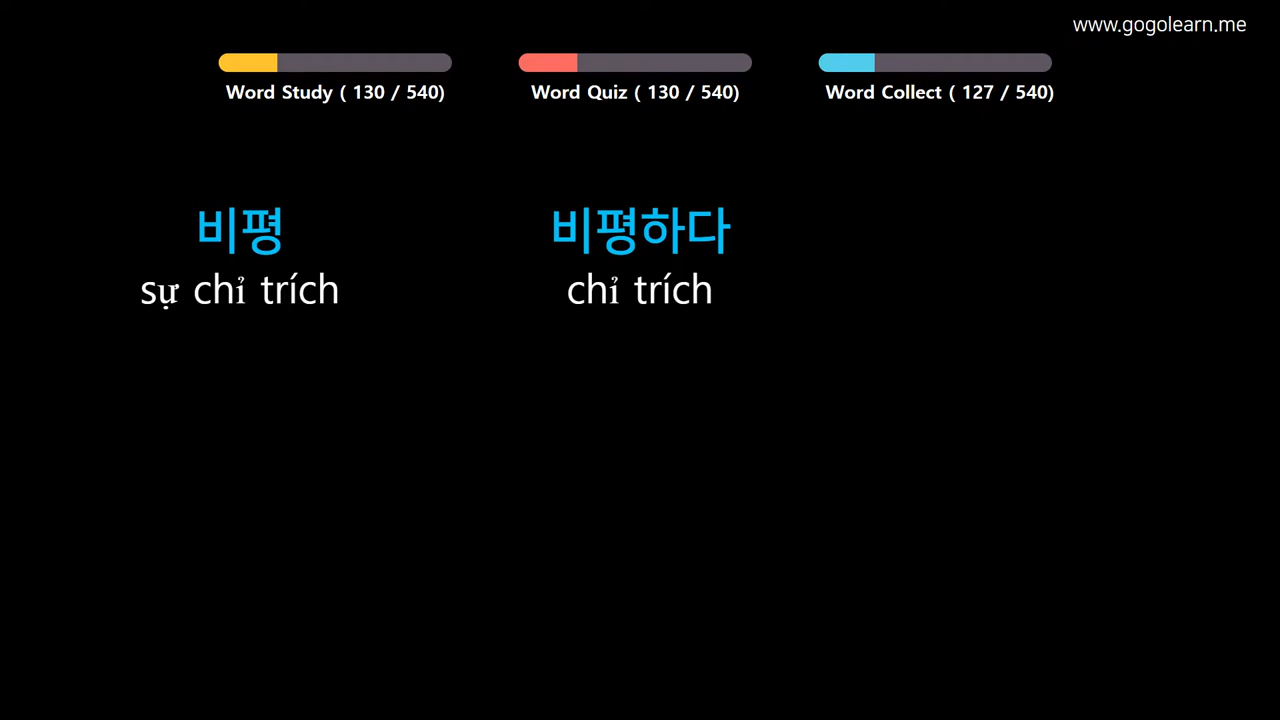 www.gogolearn.me
Word Study ( 130 / 540)
Word Quiz ( 130 / 540)
Word Collect ( 127 / 540)
비평
비평하다
sự chỉ trích
chỉ trích